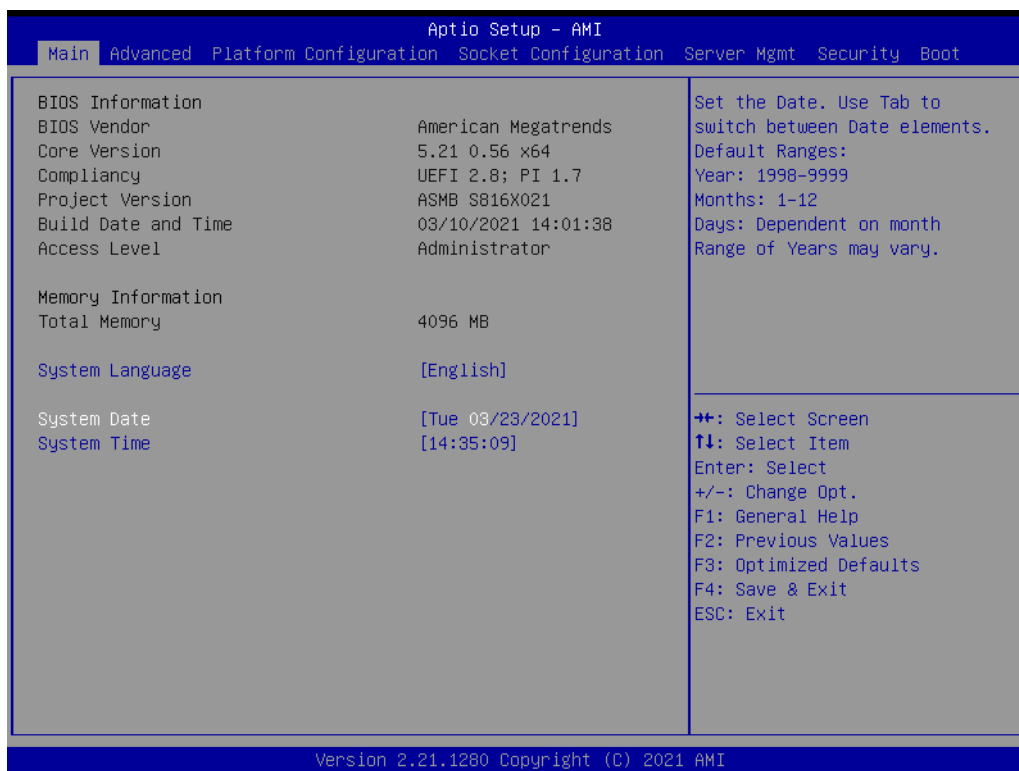 Aptio Setup - AMI
Main Advanced Platform Configuration Socket Configuration Server Mgmt Security Boot
BIOS Information
BIOS Vendor American Megatrends
Core Version 5.21 0.56 x64
Compliancy UEFI 2.8; PI 1.7
Project Version ASMB S816X021
Build Date and Time 03/10/2021 14:01:38
Access Level Administrator
Memory Information
Total Memory 4096 MB
System Language [English]
System Date [Tue 03/23/2021]
System Time [14:35:09]
Set the Date. Use Tab to
switch between Date elements.
Default Ranges:
Year: 1998-9999
Months: 1-12
Days: Dependent on month
Range of Years may vary.
→←: Select Screen
↑↓: Select Item
Enter: Select
+/-: Change Opt.
F1: General Help
F2: Previous Values
F3: Optimized Defaults
F4: Save & Exit
ESC: Exit
Version 2.21.1280 Copyright (C) 2021 AMI